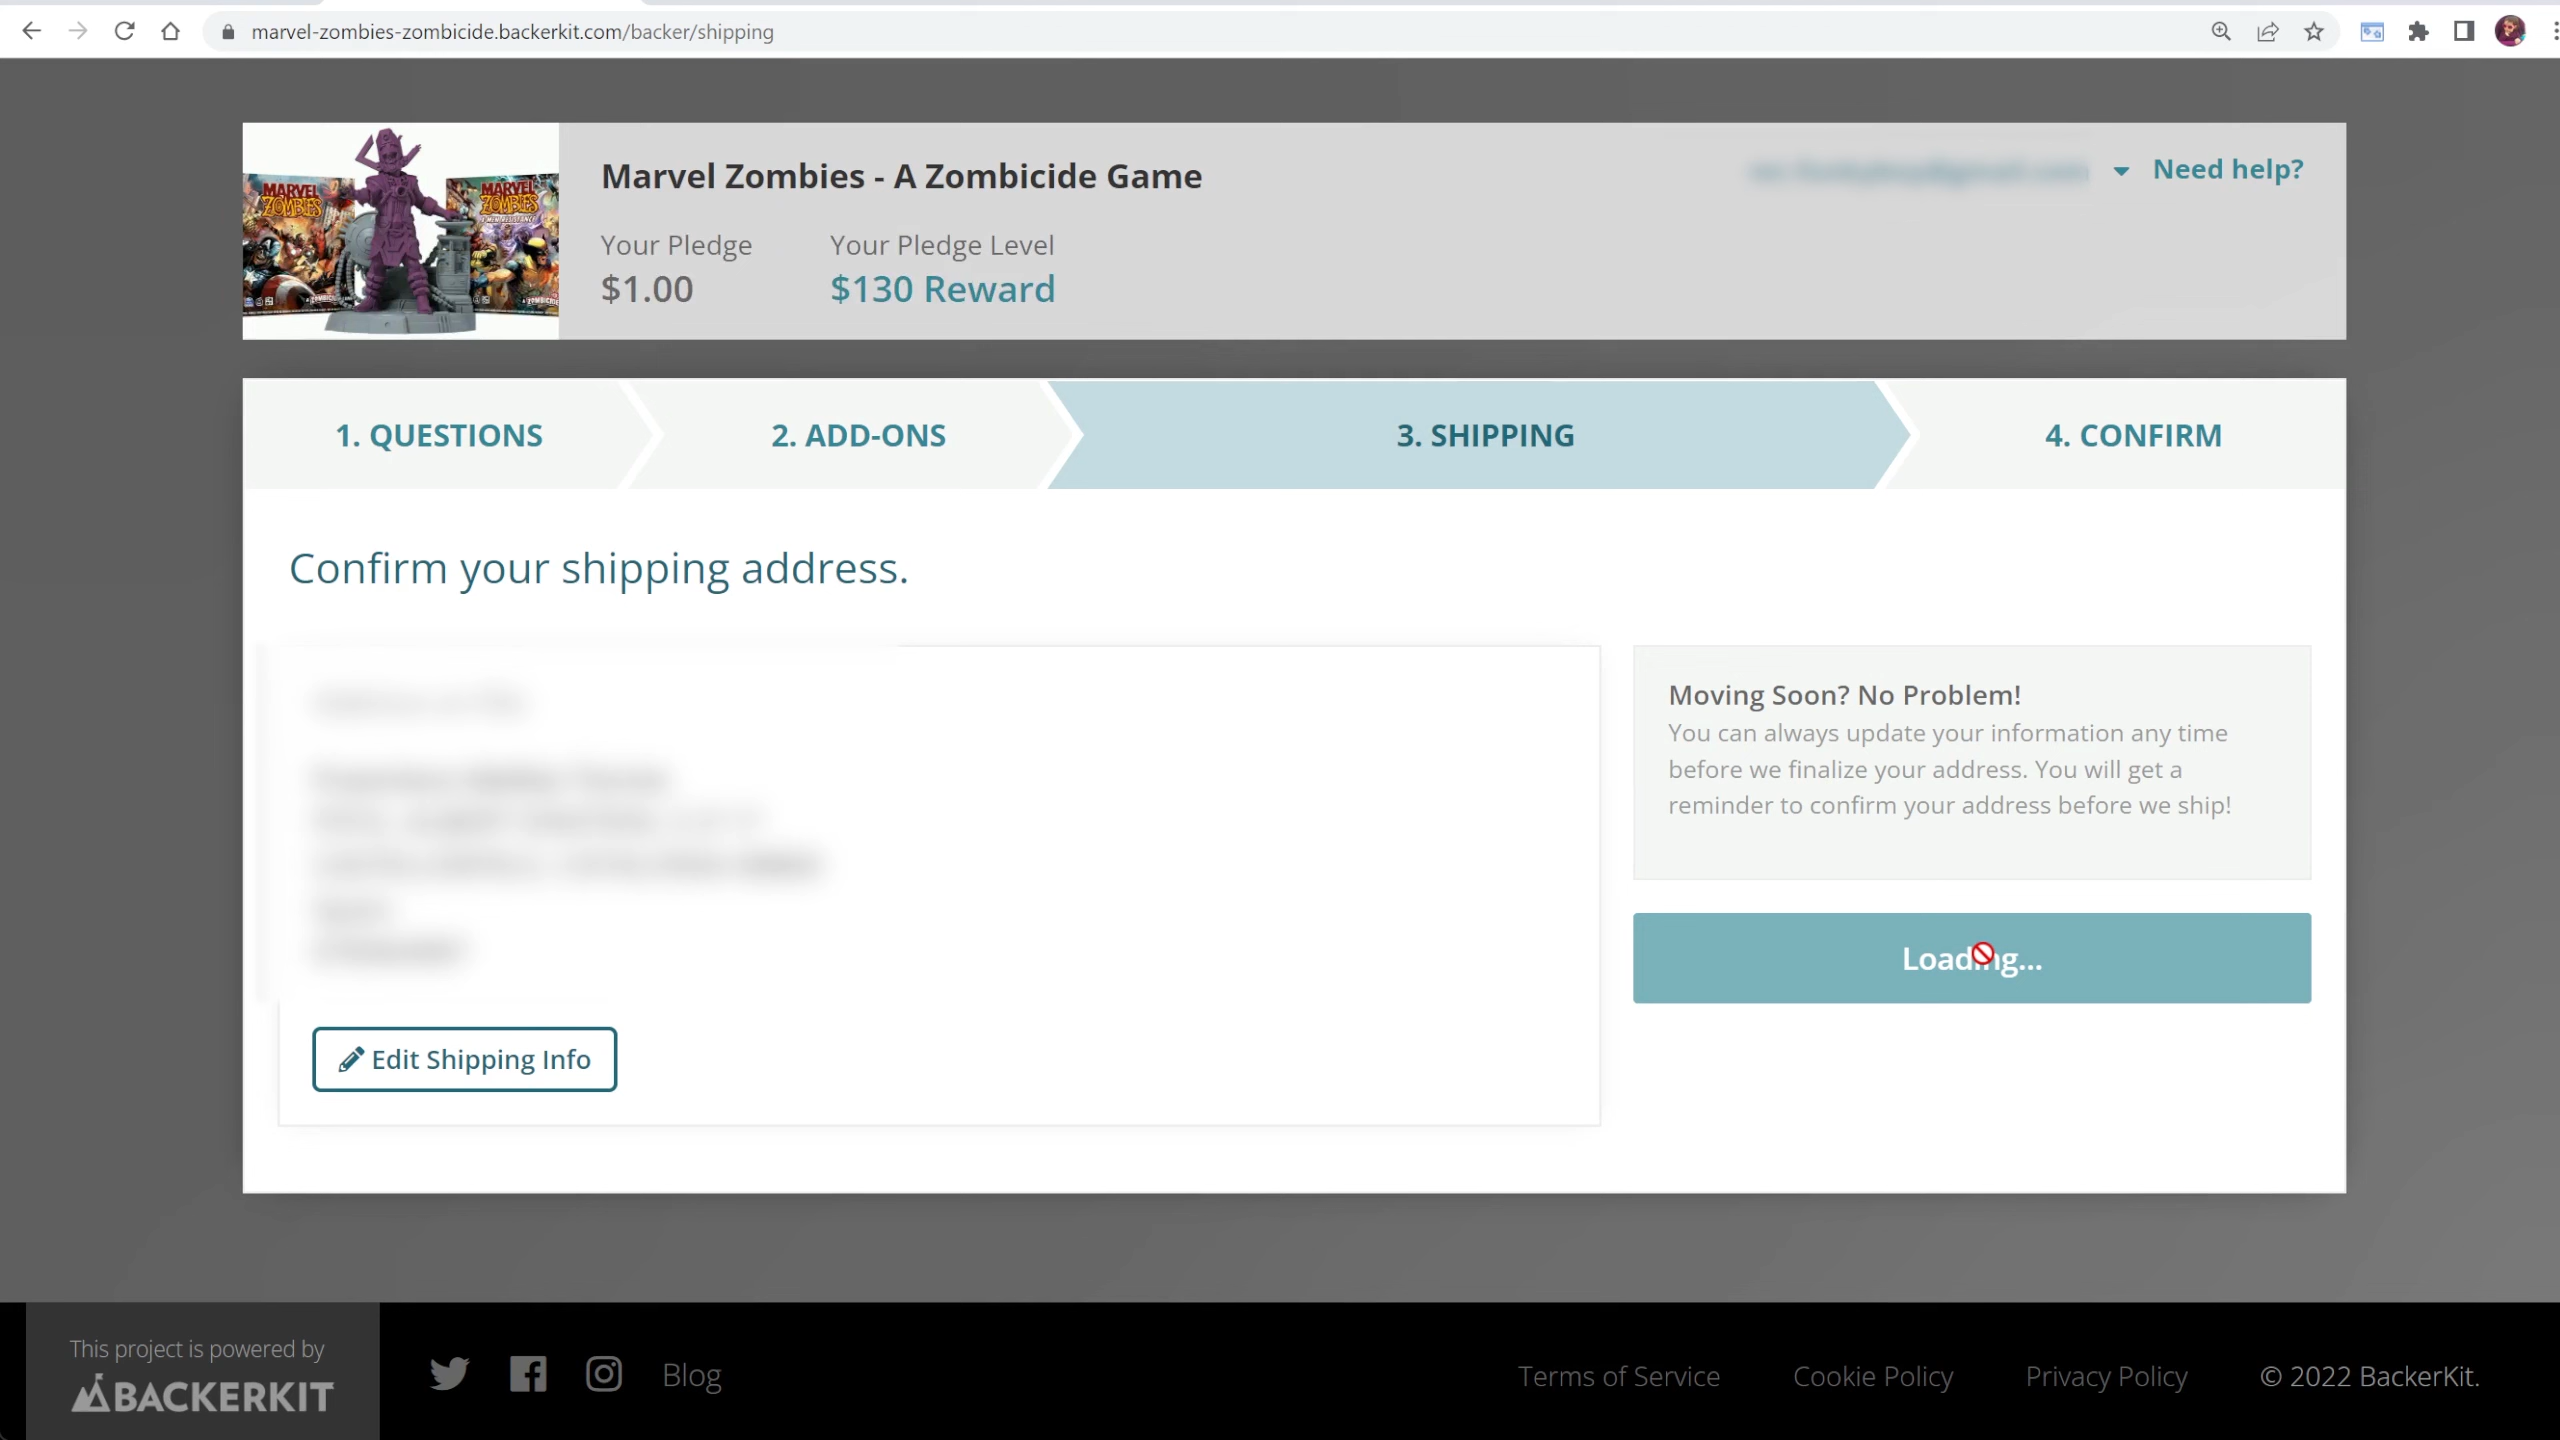 marvel-zombies-zombicide.backerkit.com/backer/shipping
MARVEL ZOMBIES
MARVEL ZOMBIES
Marvel Zombies - A Zombicide Game
Need help?
Your Pledge
$1.00
Your Pledge Level
$130 Reward
1. QUESTIONS
2. ADD-ONS
3. SHIPPING
4. CONFIRM
Confirm your shipping address.
Edit Shipping Info
Moving Soon? No Problem!
You can always update your information any time
before we finalize your address. You will get a
reminder to confirm your address before we ship!
Loading...
This project is powered by
BACKERKIT
Blog
Terms of Service
Cookie Policy
Privacy Policy
© 2022 BackerKit.